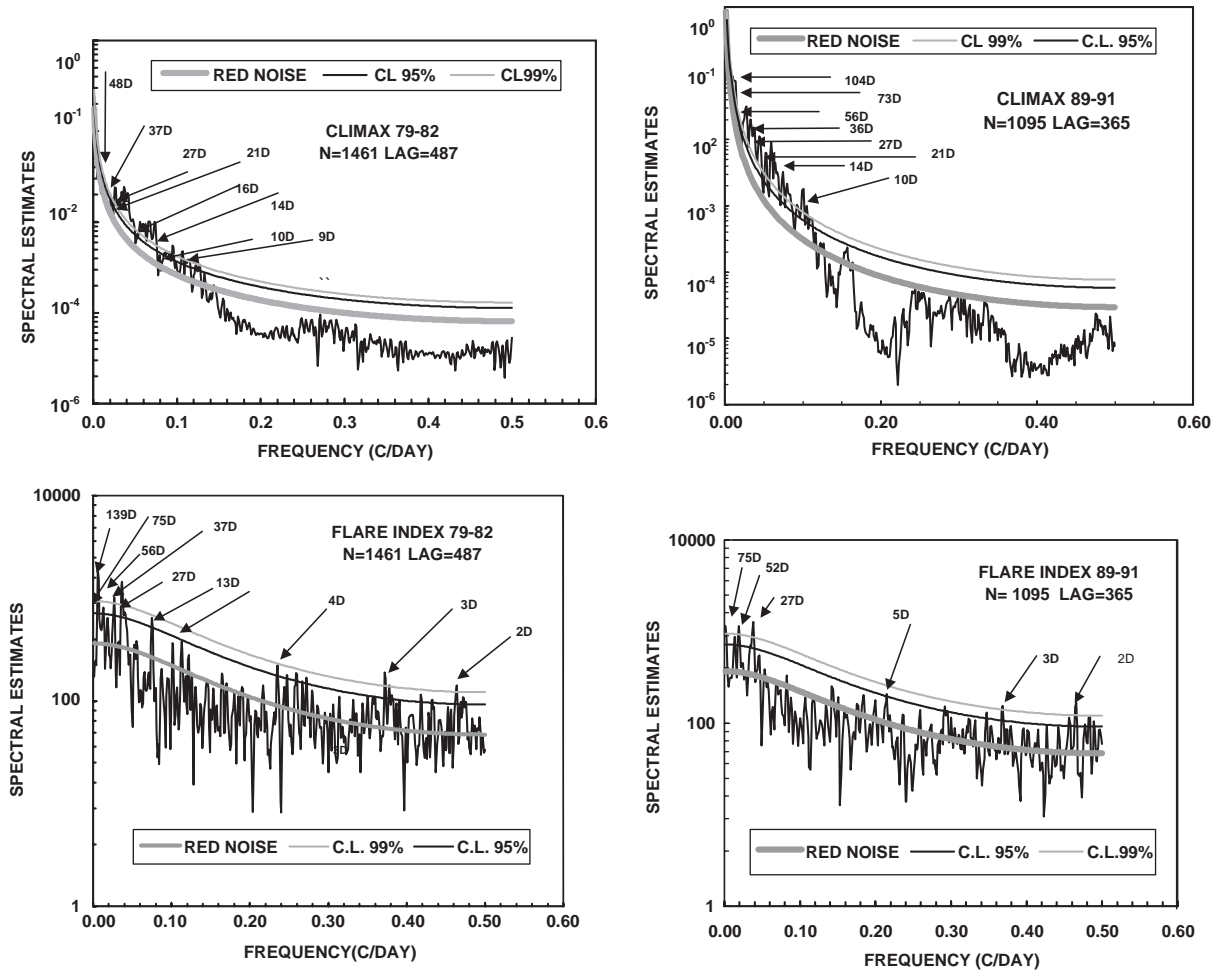 10^0
10^-1
10^-2
10^-4
10^-6
SPECTRAL ESTIMATES
RED NOISE CL 95% CL99%
48D
37D
27D
21D
16D
14D
10D
9D
CLIMAX 79-82
N=1461 LAG=487
``
0.0 0.1 0.2 0.3 0.4 0.5 0.6
FREQUENCY (C/DAY)
10^0
10^-1
10^-2
10^-3
10^-4
10^-5
10^-6
SPECTRAL ESTIMATES
RED NOISE CL 99% C.L. 95%
104D
73D
56D
36D
27D
21D
14D
10D
CLIMAX 89-91
N=1095 LAG=365
0.00 0.20 0.40 0.60
FREQUENCY (C/DAY)
10000
100
1
SPECTRAL ESTIMATES
139D
75D
56D
37D
27D
13D
4D
3D
2D
FLARE INDEX 79-82
N=1461 LAG=487
RED NOISE C.L. 99% C.L. 95%
0.00 0.10 0.20 0.30 0.40 0.50 0.60
FREQUENCY(C/DAY)
10000
100
1
SPECTRAL ESTIMATES
75D
52D
27D
5D
3D
2D
FLARE INDEX 89-91
N= 1095 LAG=365
RED NOISE C.L. 95% C.L.99%
0.00 0.10 0.20 0.30 0.40 0.50 0.60
FREQUENCY (C/DAY)